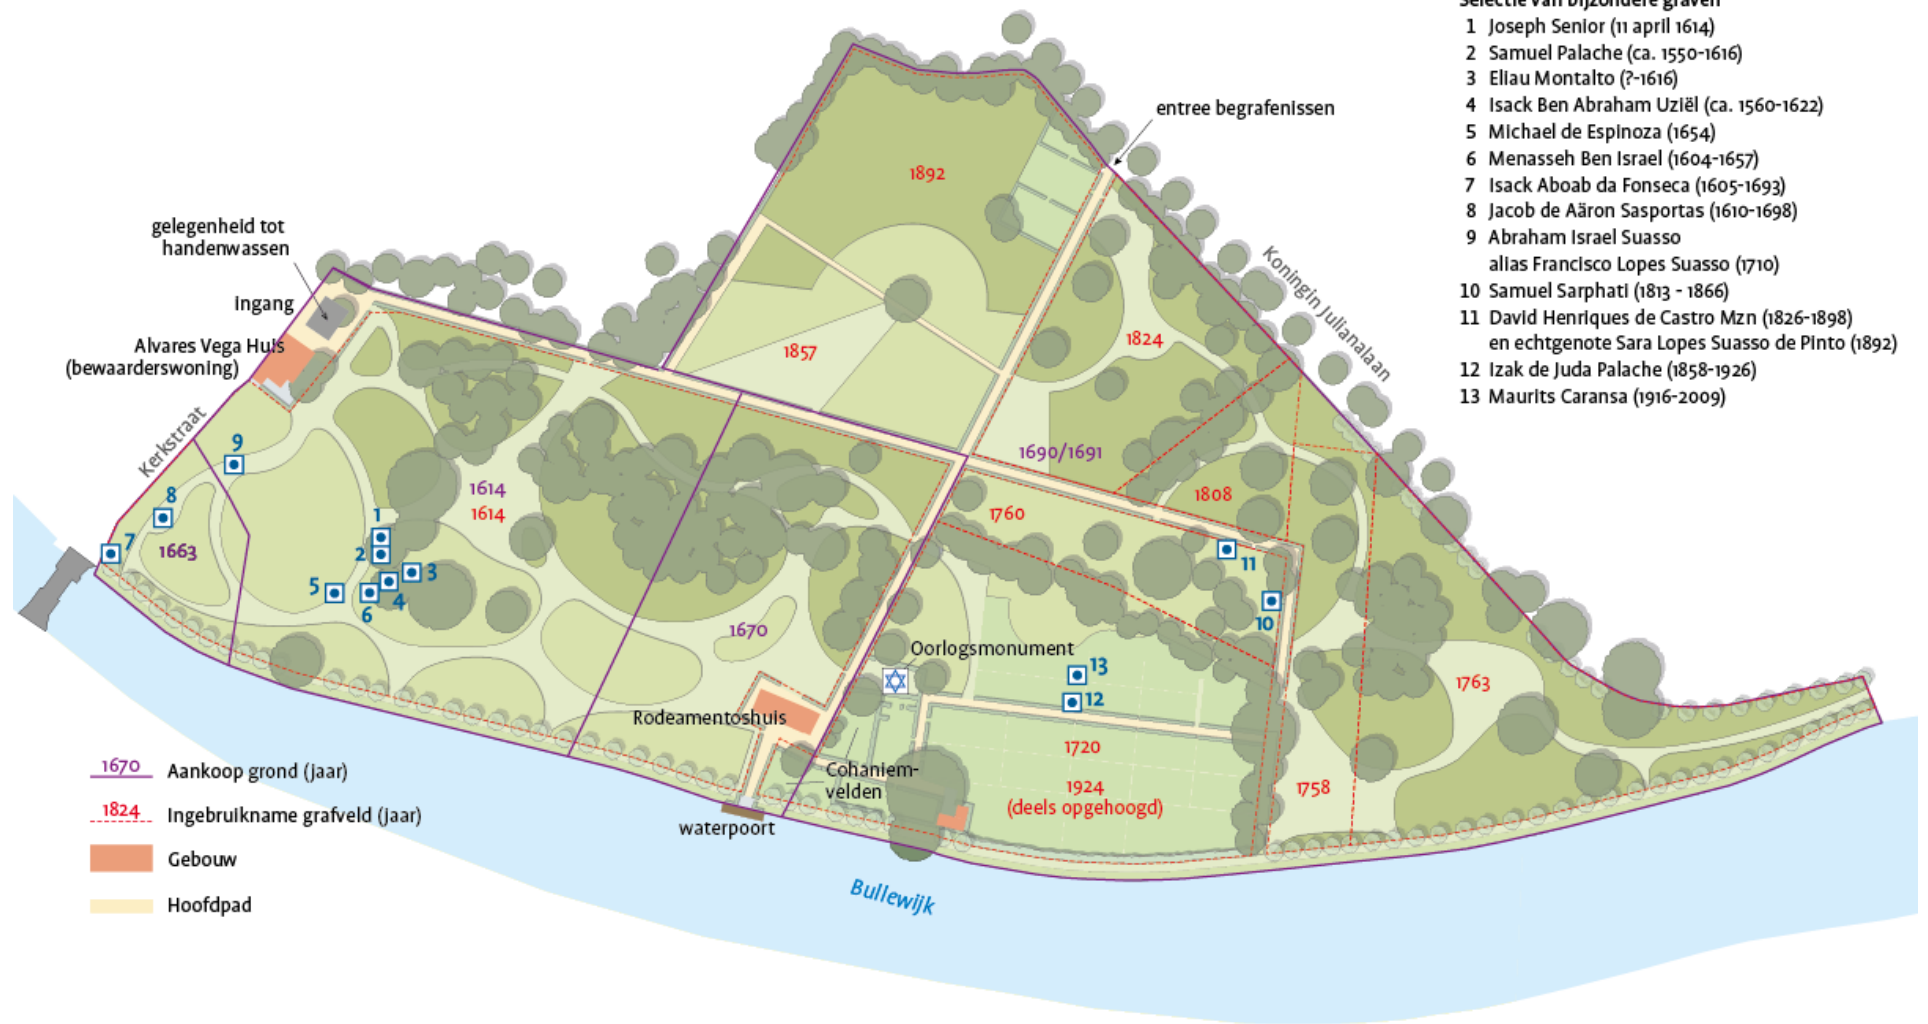 Selectie van bijzondere graven
1 Joseph Senior (11 april 1614)
2 Samuel Palache (ca. 1550-1616)
3 Eliau Montalto (?-1616)
4 Isack Ben Abraham Uziël (ca. 1560-1622)
5 Michael de Espinoza (1654)
6 Menasseh Ben Israel (1604-1657)
7 Isack Aboab da Fonseca (1605-1693)
8 Jacob de Aäron Sasportas (1610-1698)
9 Abraham Israel Suasso
alias Francisco Lopes Suasso (1710)
10 Samuel Sarphati (1813 - 1866)
11 David Henriques de Castro Mzn (1826-1898)
en echtgenote Sara Lopes Suasso de Pinto (1892)
12 Izak de Juda Palache (1858-1926)
13 Maurits Caransa (1916-2009)
entree begrafenissen
1892
gelegenheid tot
handenwassen
ingang
Alvares Vega Huis
(bewaarderswoning)
Kerkstraat
Koningin Julianalaan
1857
1824
1690/1691
1614
1614
1808
1760
9
8
7
1663
1
2
3
4
5
6
11
10
1670
Oorlogsmonument
13
12
1763
Rodeamentoshuis
1720
1924
(deels opgehoogd)
1758
Cohaniem-
velden
waterpoort
Bullewijk
1670 Aankoop grond (jaar)
1824 Ingebruikname grafveld (jaar)
Gebouw
Hoofdpad